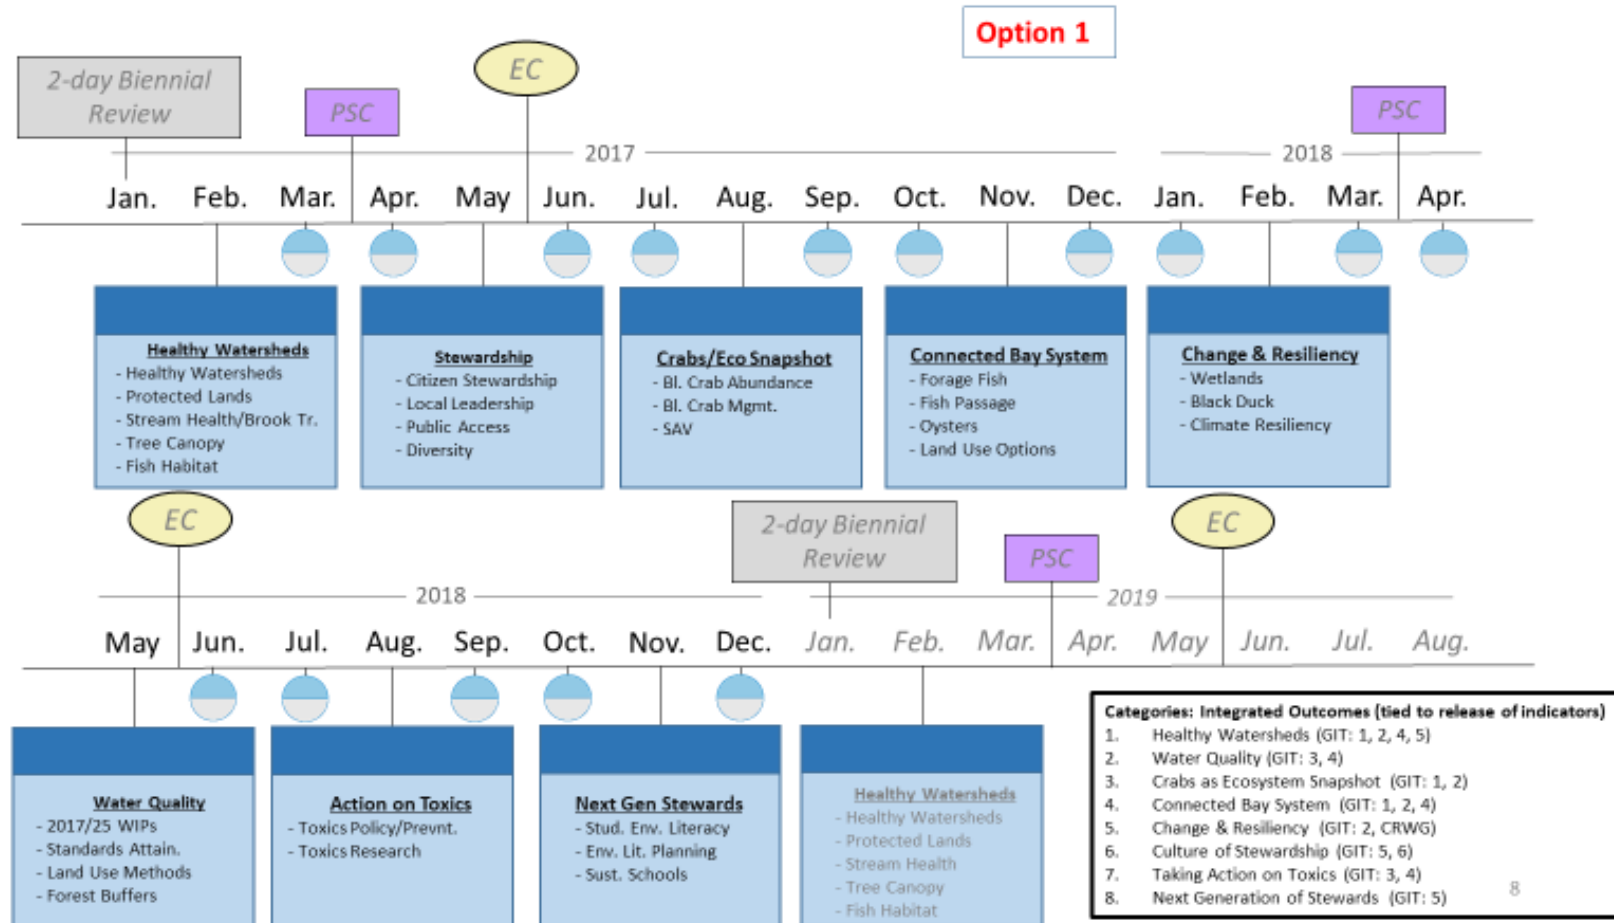 Option 1
2-day Biennial
Review
PSC
EC
PSC
2017
2018
Jan. Feb. Mar. Apr. May Jun. Jul. Aug. Sep. Oct. Nov. Dec. Jan. Feb. Mar. Apr.
Healthy Watersheds
- Healthy Watersheds
- Protected Lands
- Stream Health/Brook Tr.
- Tree Canopy
- Fish Habitat
Stewardship
- Citizen Stewardship
- Local Leadership
- Public Access
- Diversity
Crabs/Eco Snapshot
- Bl. Crab Abundance
- Bl. Crab Mgmt.
- SAV
Connected Bay System
- Forage Fish
- Fish Passage
- Oysters
- Land Use Options
Change & Resiliency
- Wetlands
- Black Duck
- Climate Resiliency
EC
2-day Biennial
Review
PSC
EC
2018
2019
May Jun. Jul. Aug. Sep. Oct. Nov. Dec. Jan. Feb. Mar. Apr. May Jun. Jul. Aug.
Water Quality
- 2017/25 WIPs
- Standards Attain.
- Land Use Methods
- Forest Buffers
Action on Toxics
- Toxics Policy/Prevnt.
- Toxics Research
Next Gen Stewards
- Stud. Env. Literacy
- Env. Lit. Planning
- Sust. Schools
Healthy Watersheds
- Healthy Watersheds
- Protected Lands
- Stream Health
- Tree Canopy
- Fish Habitat
Categories: Integrated Outcomes (tied to release of indicators)
1. Healthy Watersheds (GIT: 1, 2, 4, 5)
2. Water Quality (GIT: 3, 4)
3. Crabs as Ecosystem Snapshot (GIT: 1, 2)
4. Connected Bay System (GIT: 1, 2, 4)
5. Change & Resiliency (GIT: 2, CRWG)
6. Culture of Stewardship (GIT: 5, 6)
7. Taking Action on Toxics (GIT: 3, 4)
8. Next Generation of Stewards (GIT: 5)
8